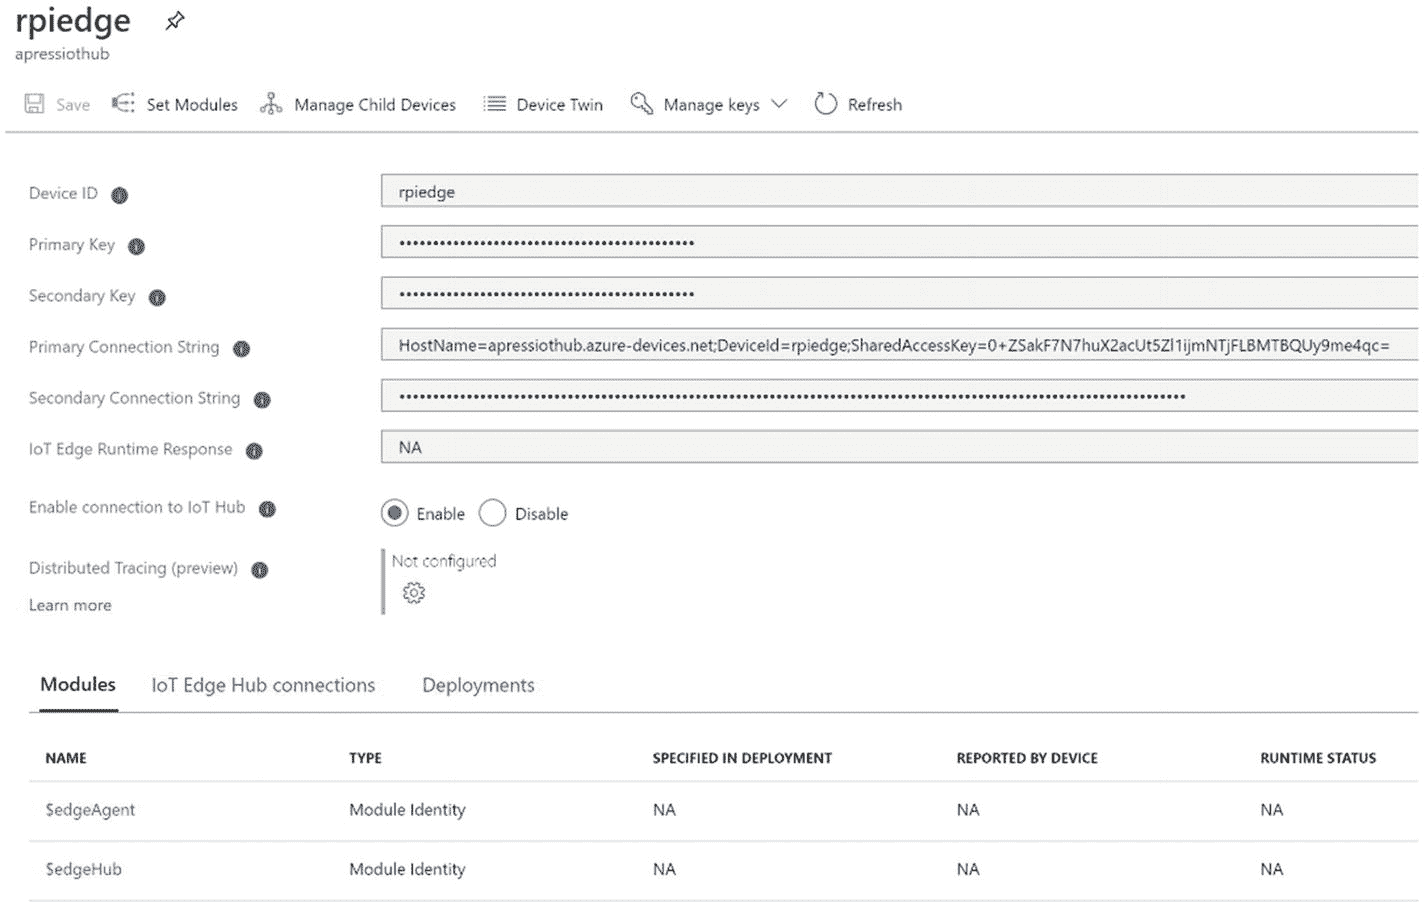 rpiedge
apressiothub
Save Set Modules Manage Child Devices Device Twin Manage keys Refresh
Device ID rpiedge
Primary Key ••••••••••••••••••••••••••••••••••••••••••••
Secondary Key ••••••••••••••••••••••••••••••••••••••••••••
Primary Connection String HostName=apressiothub.azure-devices.net;DeviceId=rpiedge;SharedAccessKey=0+ZSakF7N7huX2acUt5Zl1ijmNTjFLBMTBQUy9me4qc=
Secondary Connection String
IoT Edge Runtime Response NA
Enable connection to IoT Hub Enable Disable
Distributed Tracing (preview) Not configured
Learn more
Modules IoT Edge Hub connections Deployments
NAME TYPE SPECIFIED IN DEPLOYMENT REPORTED BY DEVICE RUNTIME STATUS
$edgeAgent Module Identity NA NA NA
$edgeHub Module Identity NA NA NA